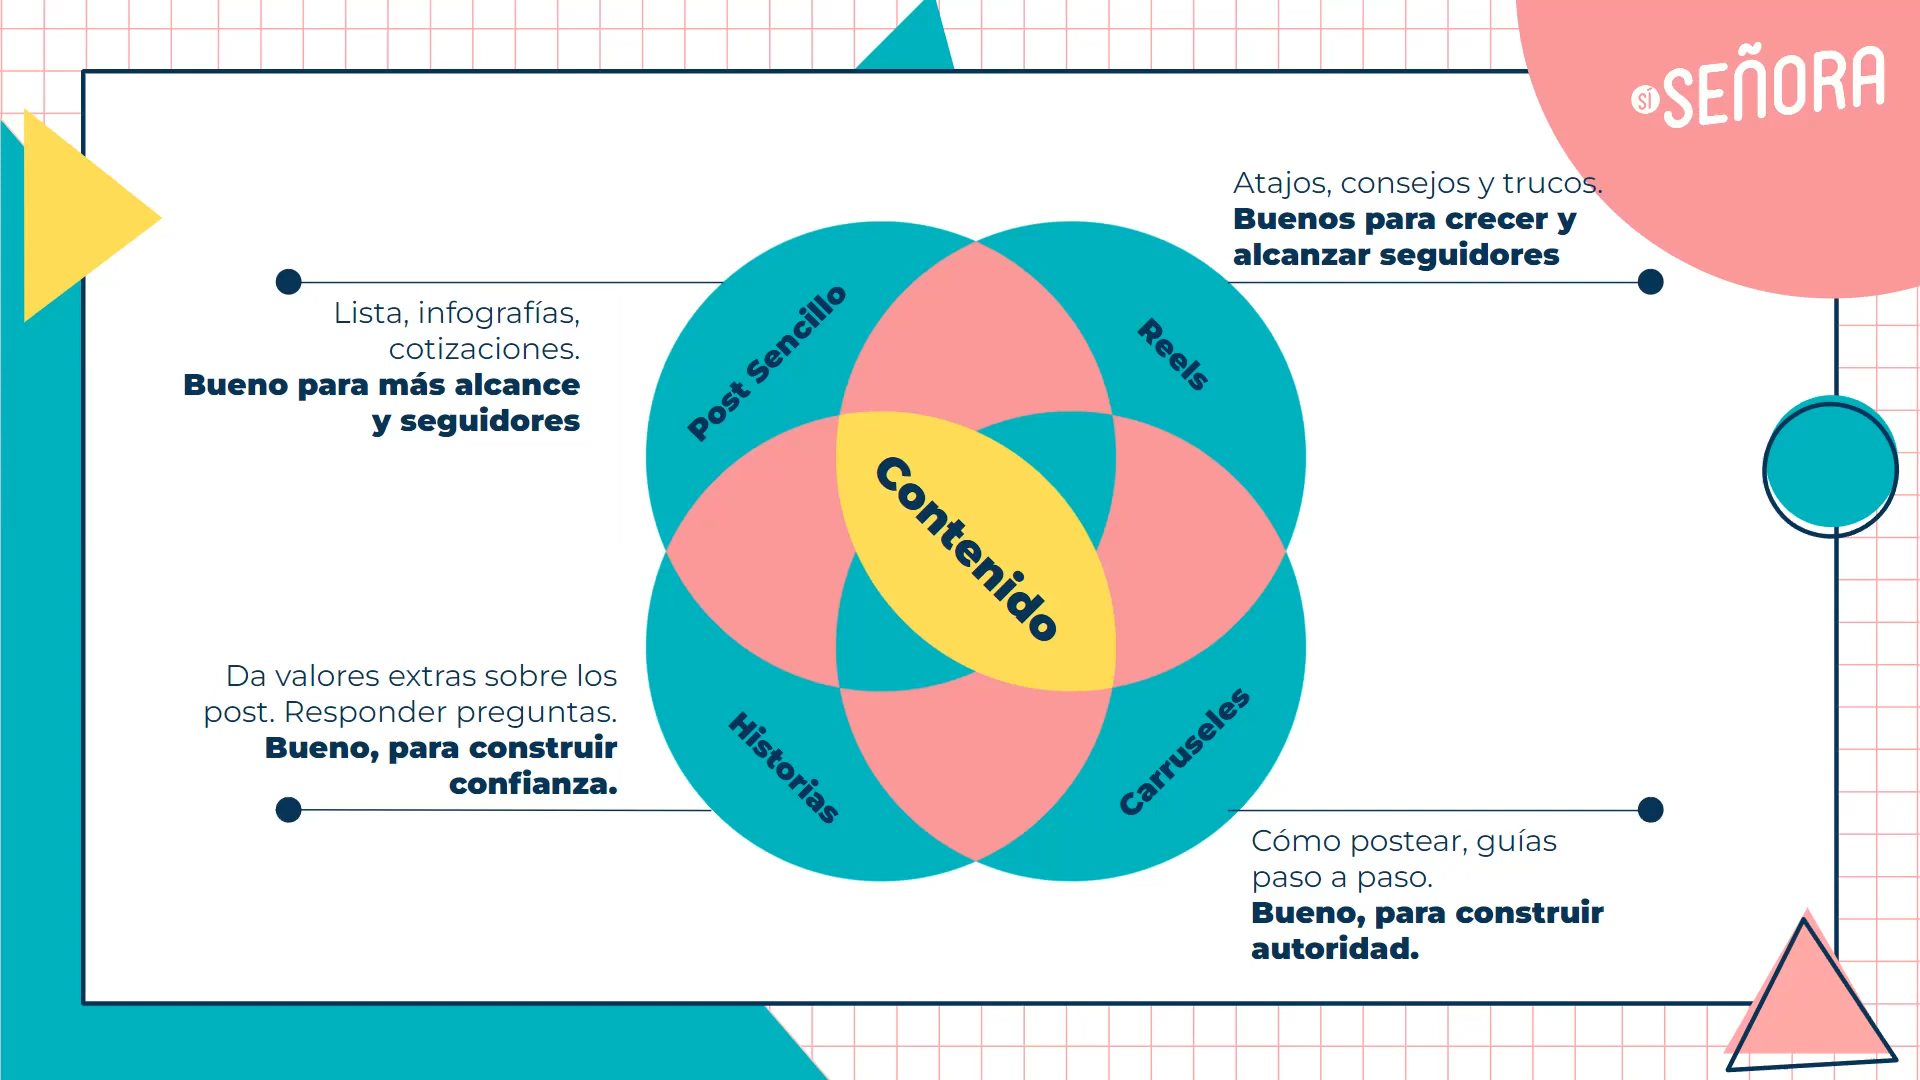 SÍ SEÑORA
Atajos, consejos y trucos.
Buenos para crecer y
alcanzar seguidores
Lista, infografías,
cotizaciones.
Bueno para más alcance
y seguidores
Post Sencillo
Reels
Contenido
Historias
Carruseles
Da valores extras sobre los
post. Responder preguntas.
Bueno, para construir
confianza.
Cómo postear, guías
paso a paso.
Bueno, para construir
autoridad.